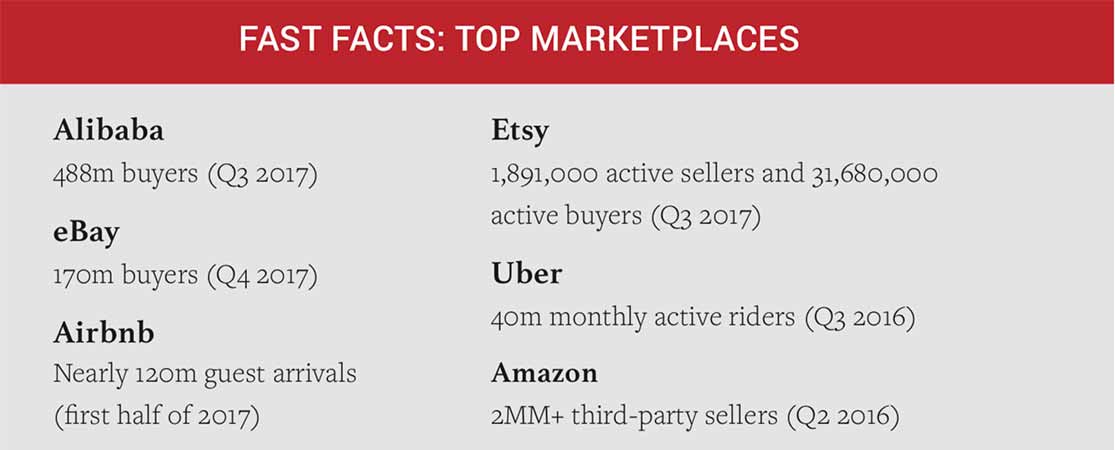 FAST FACTS: TOP MARKETPLACES
Alibaba
488m buyers (Q3 2017)
eBay
170m buyers (Q4 2017)
Airbnb
Nearly 120m guest arrivals
(first half of 2017)
Etsy
1,891,000 active sellers and 31,680,000
active buyers (Q3 2017)
Uber
40m monthly active riders (Q3 2016)
Amazon
2MM+ third-party sellers (Q2 2016)